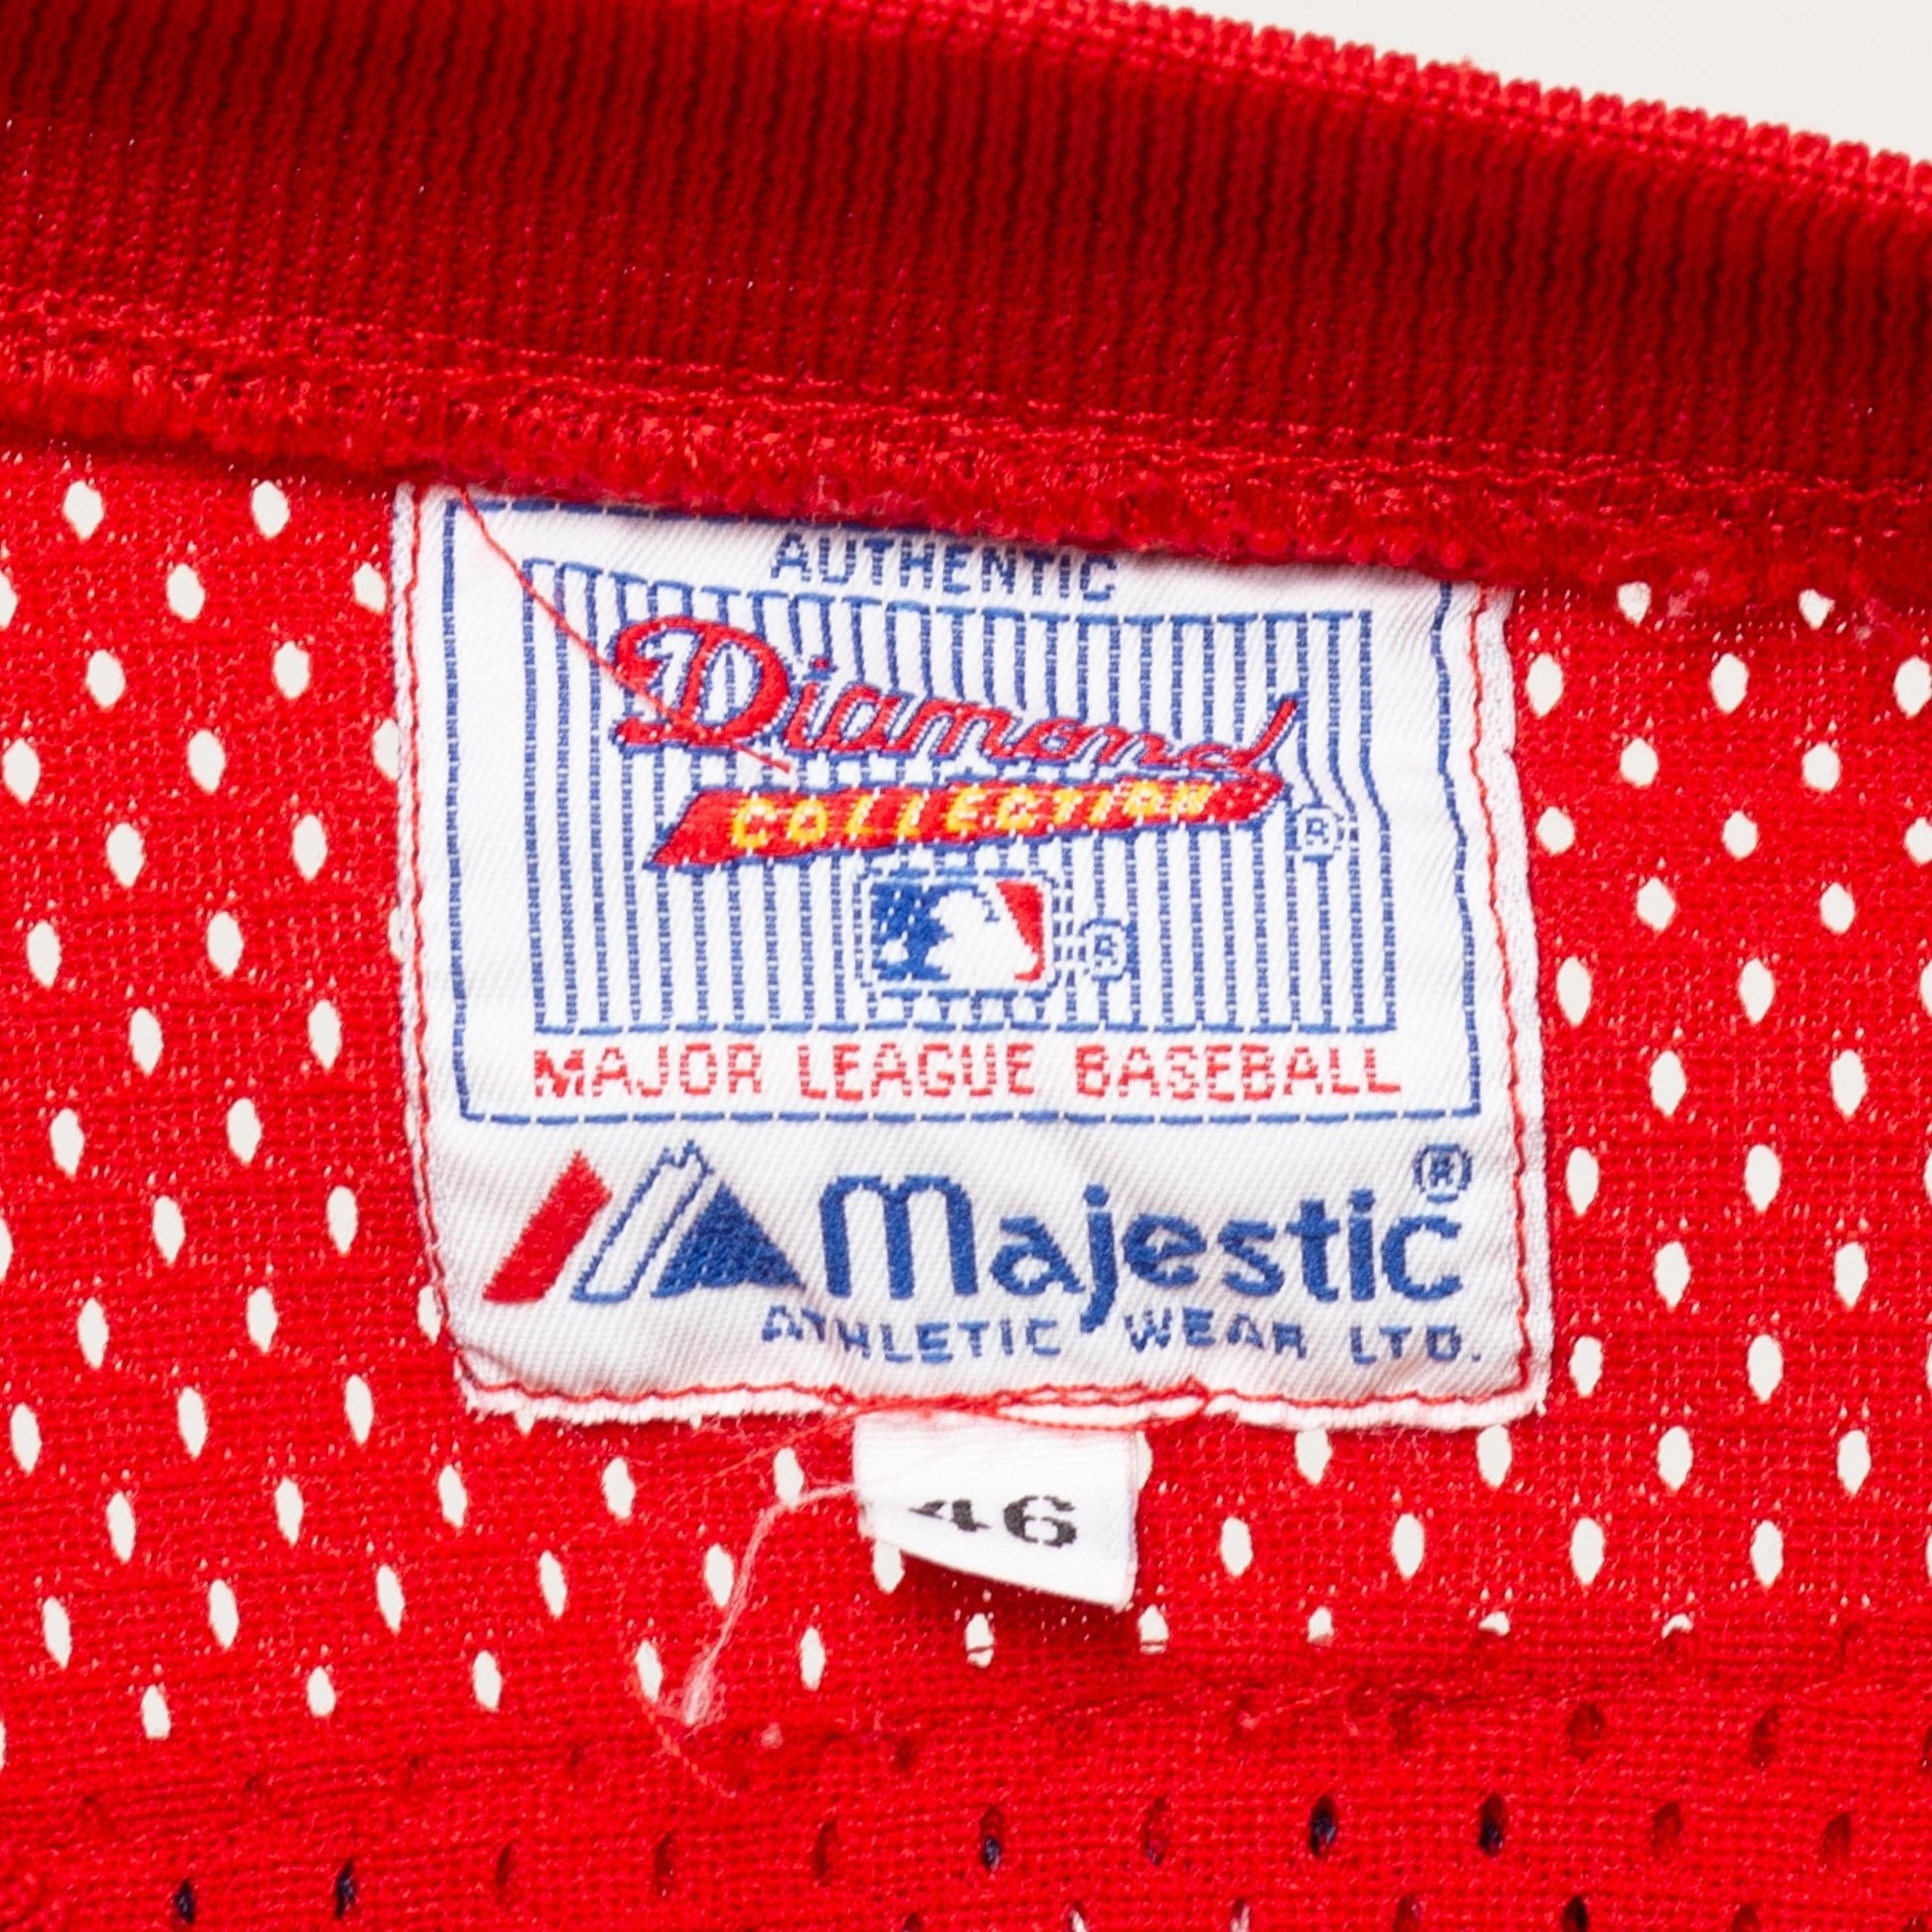 AUTHENTIC
Diamond
COLLECTION ®
®
MAJOR LEAGUE BASEBALL
Majestic ®
ATHLETIC WEAR LTD.
46